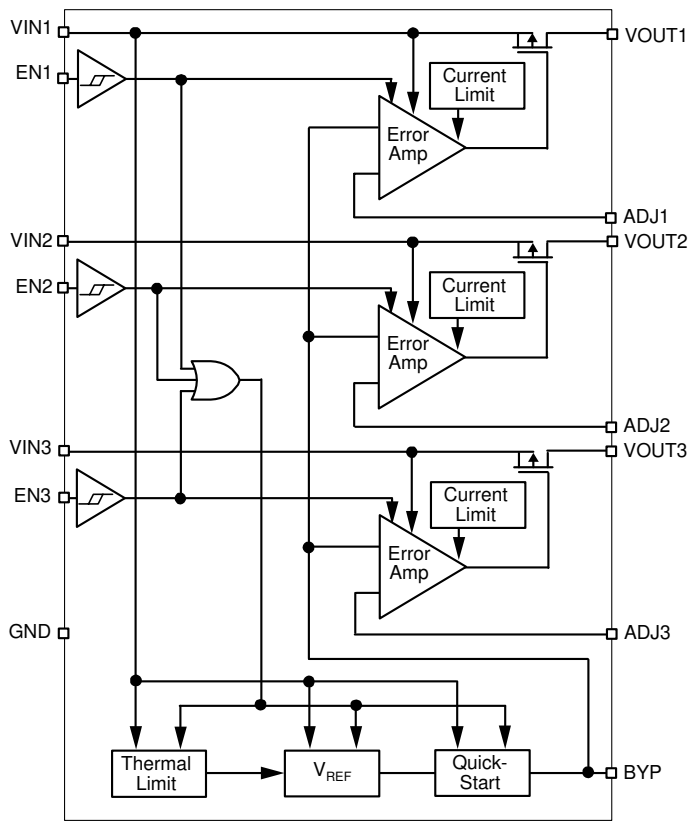 VIN1
VOUT1
EN1
Current
Limit
Error
Amp
ADJ1
VIN2
VOUT2
EN2
Current
Limit
Error
Amp
ADJ2
VIN3
VOUT3
EN3
Current
Limit
Error
Amp
GND
ADJ3
Thermal
Limit
VREF
Quick-
Start
BYP